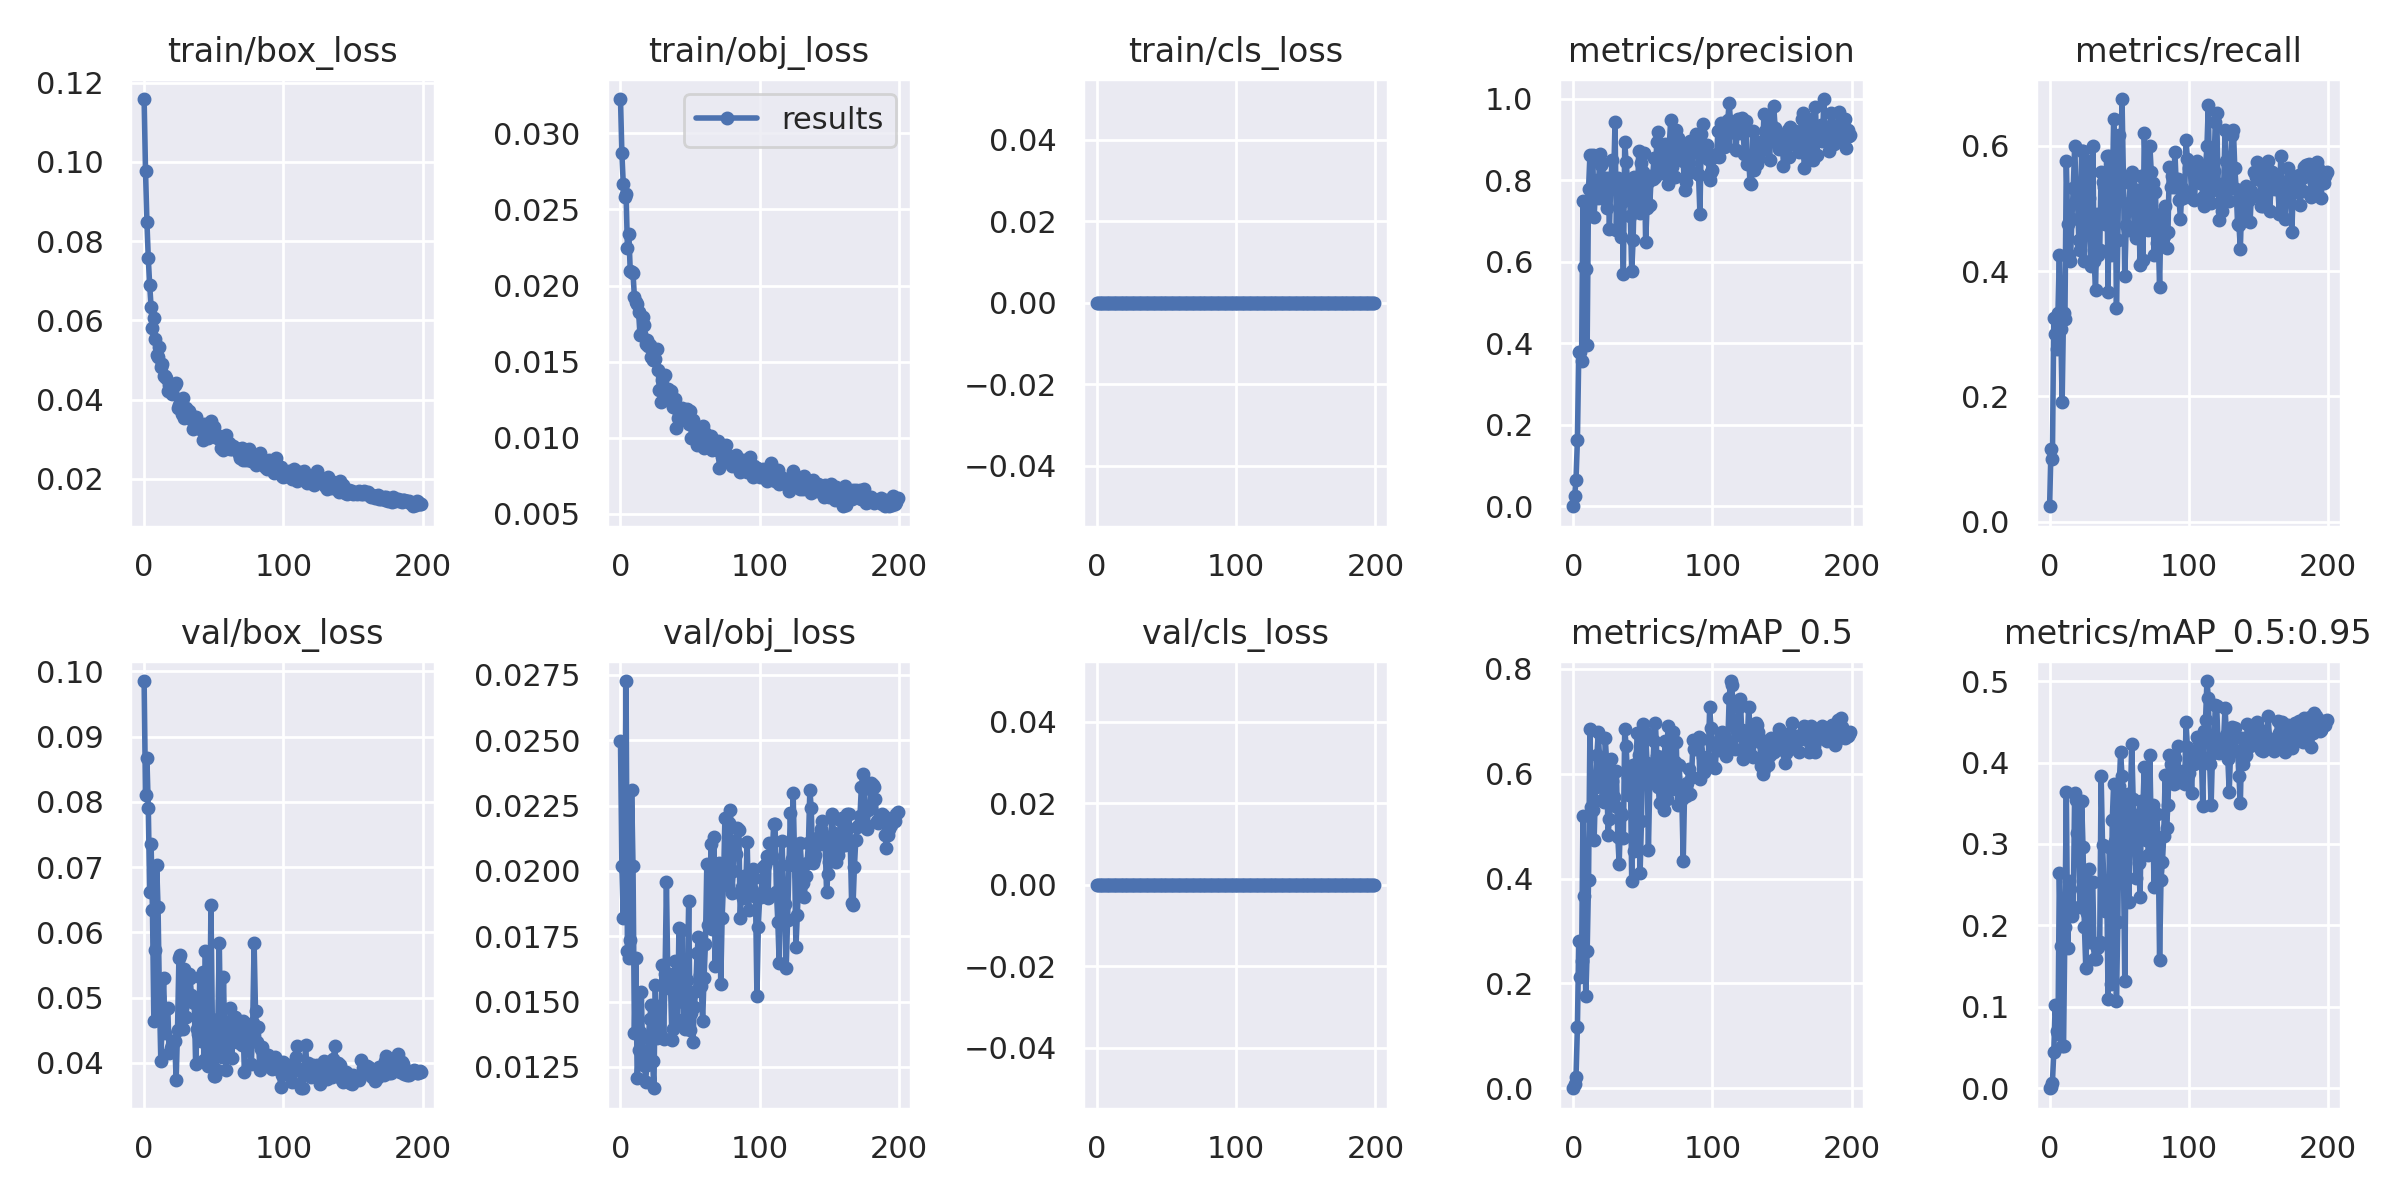 train/box_loss
0.12
0.10
0.08
0.06
0.04
0.02
0 100 200
train/obj_loss
results
0.030
0.025
0.020
0.015
0.010
0.005
0 100 200
train/cls_loss
0.04
0.02
0.00
−0.02
−0.04
0 100 200
metrics/precision
1.0
0.8
0.6
0.4
0.2
0.0
0 100 200
metrics/recall
0.6
0.4
0.2
0.0
0 100 200
val/box_loss
0.10
0.09
0.08
0.07
0.06
0.05
0.04
0 100 200
val/obj_loss
0.0275
0.0250
0.0225
0.0200
0.0175
0.0150
0.0125
0 100 200
val/cls_loss
0.04
0.02
0.00
−0.02
−0.04
0 100 200
metrics/mAP_0.5
0.8
0.6
0.4
0.2
0.0
0 100 200
metrics/mAP_0.5:0.95
0.5
0.4
0.3
0.2
0.1
0.0
0 100 200